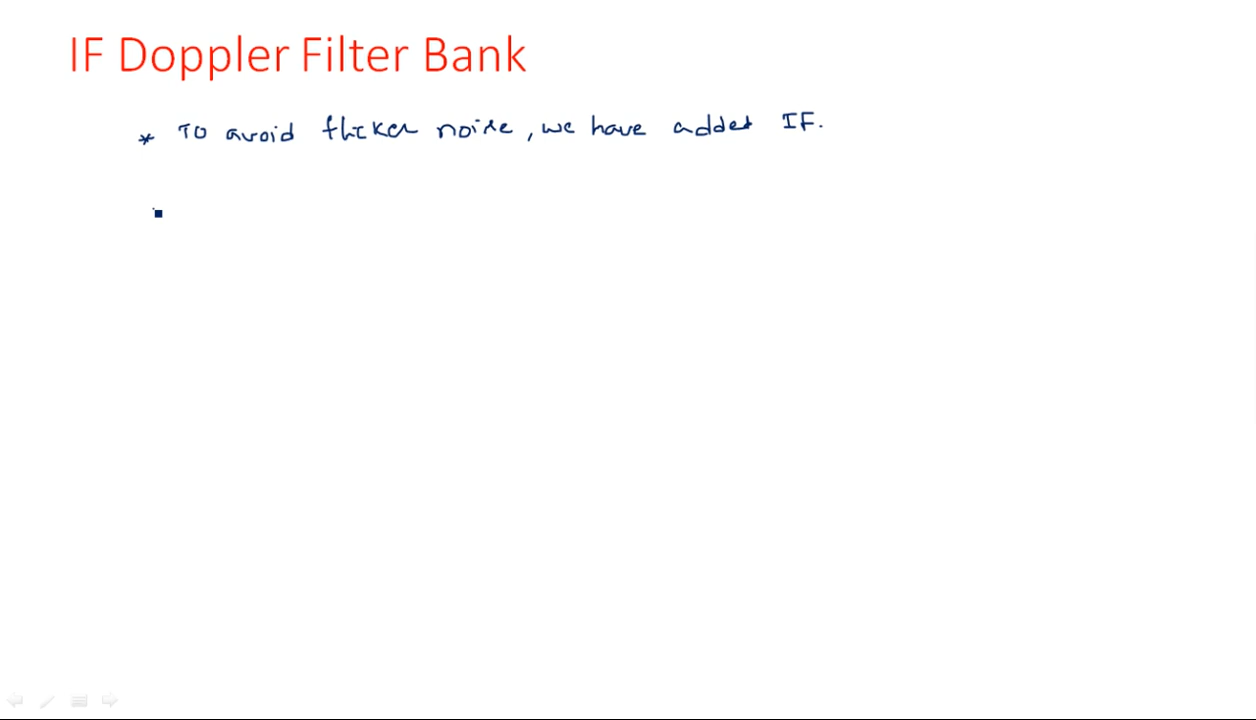 IF Doppler Filter Bank
* To avoid flicker noise, we have added IF.